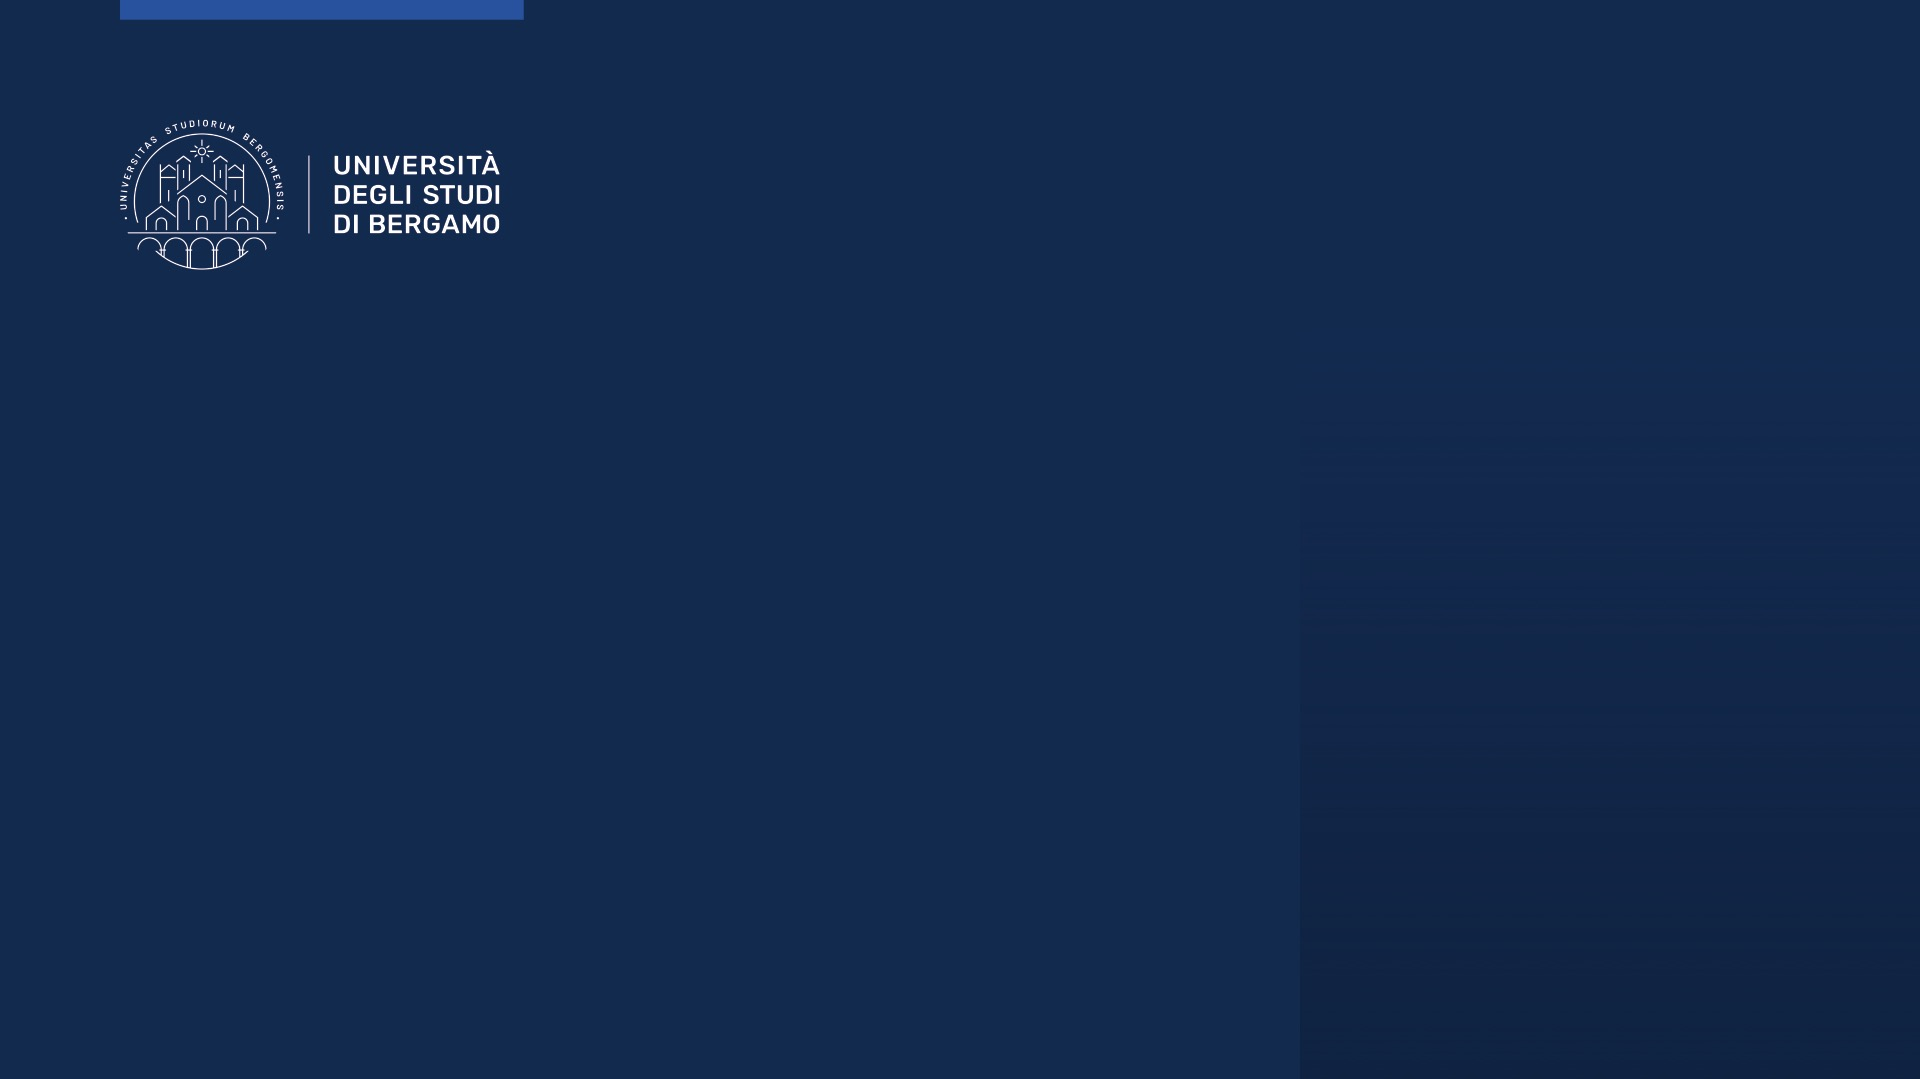 UNIVERSITAS STUDIORUM BERGOMENSIS
UNIVERSITÀ
DEGLI STUDI
DI BERGAMO